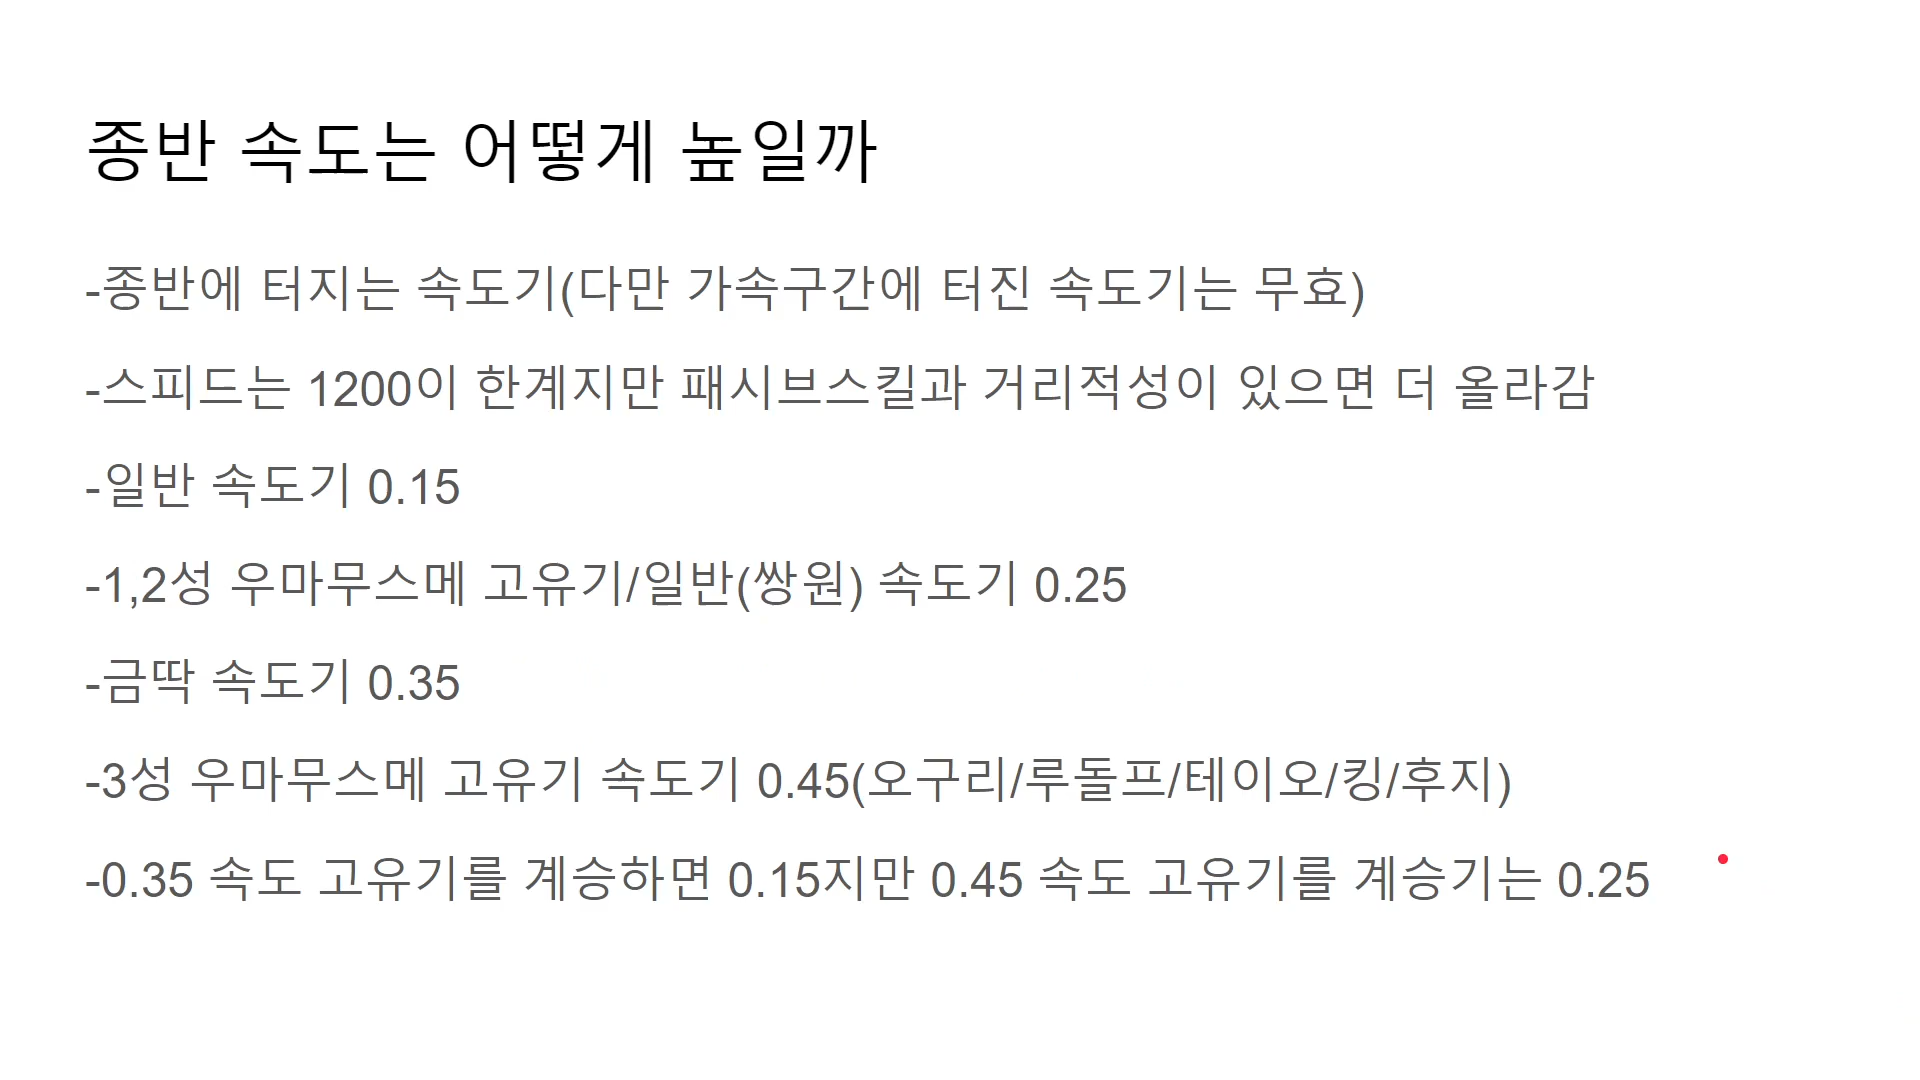 종반 속도는 어떻게 높일까
-종반에 터지는 속도기(다만 가속구간에 터진 속도기는 무효)
-스피드는 1200이 한계지만 패시브스킬과 거리적성이 있으면 더 올라감
-일반 속도기 0.15
-1,2성 우마무스메 고유기/일반(쌍원) 속도기 0.25
-금딱 속도기 0.35
-3성 우마무스메 고유기 속도기 0.45(오구리/루돌프/테이오/킹/후지)
-0.35 속도 고유기를 계승하면 0.15지만 0.45 속도 고유기를 계승기는 0.25